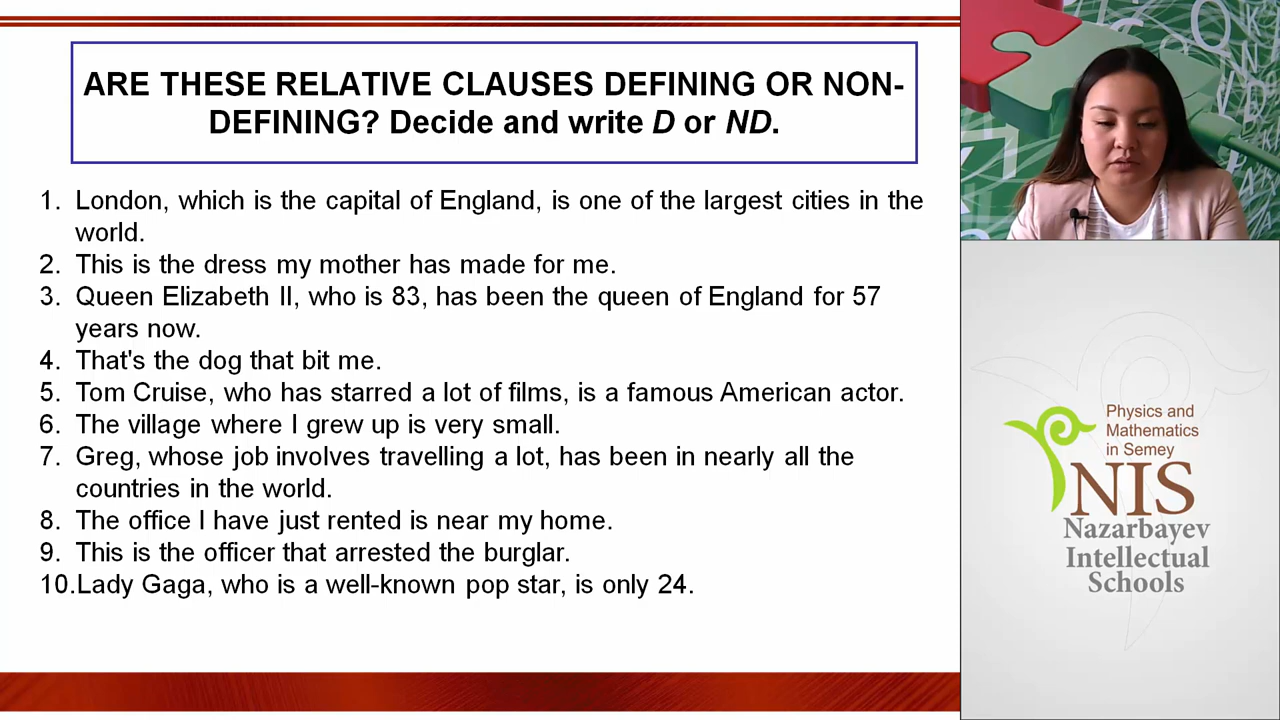 ARE THESE RELATIVE CLAUSES DEFINING OR NON-
DEFINING? Decide and write D or ND.
1. London, which is the capital of England, is one of the largest cities in the
world.
2. This is the dress my mother has made for me.
3. Queen Elizabeth II, who is 83, has been the queen of England for 57
years now.
4. That's the dog that bit me.
5. Tom Cruise, who has starred a lot of films, is a famous American actor.
6. The village where I grew up is very small.
7. Greg, whose job involves travelling a lot, has been in nearly all the
countries in the world.
8. The office I have just rented is near my home.
9. This is the officer that arrested the burglar.
10.Lady Gaga, who is a well-known pop star, is only 24.
Physics and
Mathematics
in Semey
NIS
Nazarbayev
Intellectual
Schools